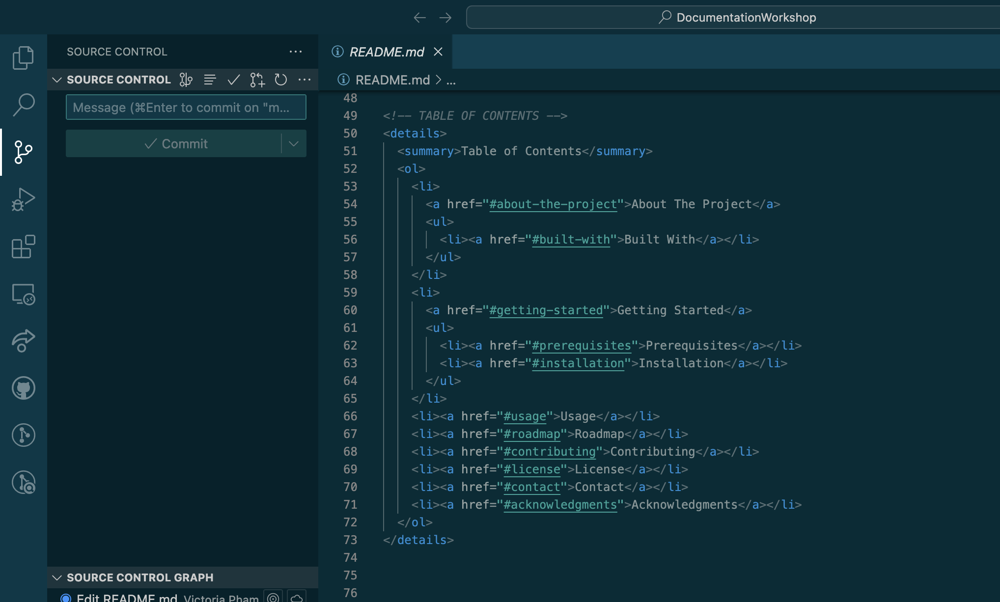 DocumentationWorkshop
SOURCE CONTROL
SOURCE CONTROL
Message (⌘Enter to commit on "m...
Commit
SOURCE CONTROL GRAPH
Edit README.md Victoria Pham
README.md
README.md > ...
48
49 <!-- TABLE OF CONTENTS -->
50 <details>
51 <summary>Table of Contents</summary>
52 <ol>
53 <li>
54 <a href="#about-the-project">About The Project</a>
55 <ul>
56 <li><a href="#built-with">Built With</a></li>
57 </ul>
58 </li>
59 <li>
60 <a href="#getting-started">Getting Started</a>
61 <ul>
62 <li><a href="#prerequisites">Prerequisites</a></li>
63 <li><a href="#installation">Installation</a></li>
64 </ul>
65 </li>
66 <li><a href="#usage">Usage</a></li>
67 <li><a href="#roadmap">Roadmap</a></li>
68 <li><a href="#contributing">Contributing</a></li>
69 <li><a href="#license">License</a></li>
70 <li><a href="#contact">Contact</a></li>
71 <li><a href="#acknowledgments">Acknowledgments</a></li>
72 </ol>
73 </details>
74
75
76